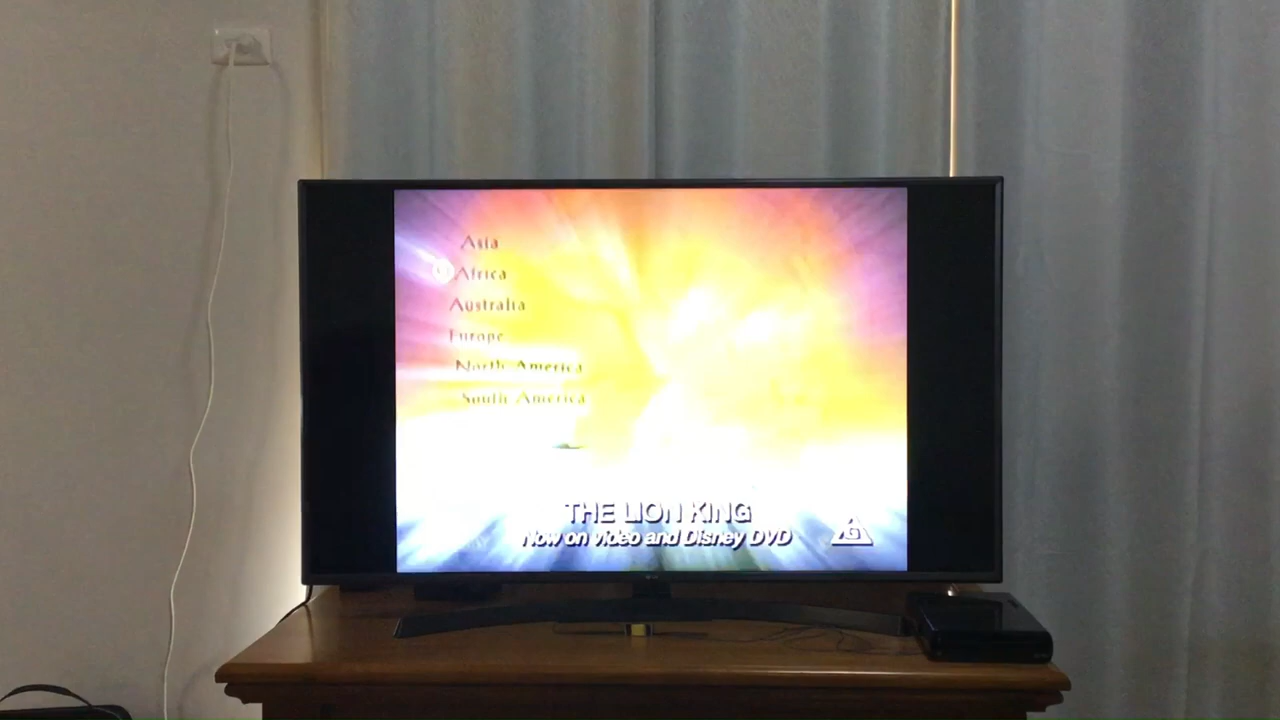 Asia
Africa
Australia
Europe
North America
South America
THE LION KING
Now on video and Disney DVD
G